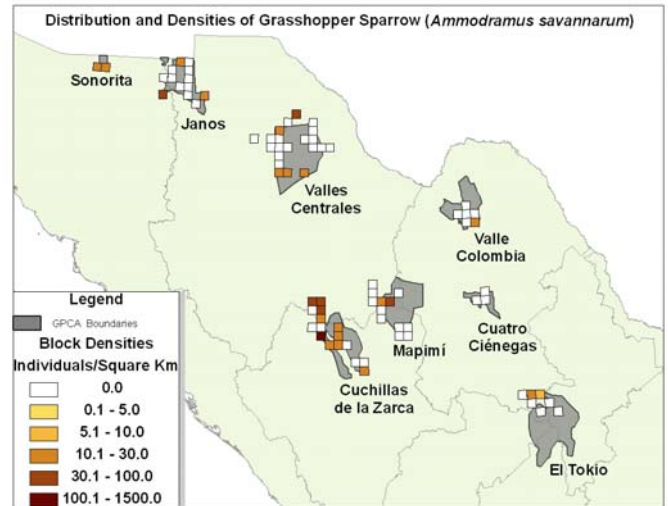 Distribution and Densities of Grasshopper Sparrow (Ammodramus savannarum)
Sonorita
Janos
Valles
Centrales
Valle
Colombia
Cuatro
Ciénegas
Mapimí
Cuchillas
de la Zarca
El Tokio
Legend
GPCA Boundaries
Block Densities
Individuals/Square Km
0.0
0.1 - 5.0
5.1 - 10.0
10.1 - 30.0
30.1 - 100.0
100.1 - 1500.0